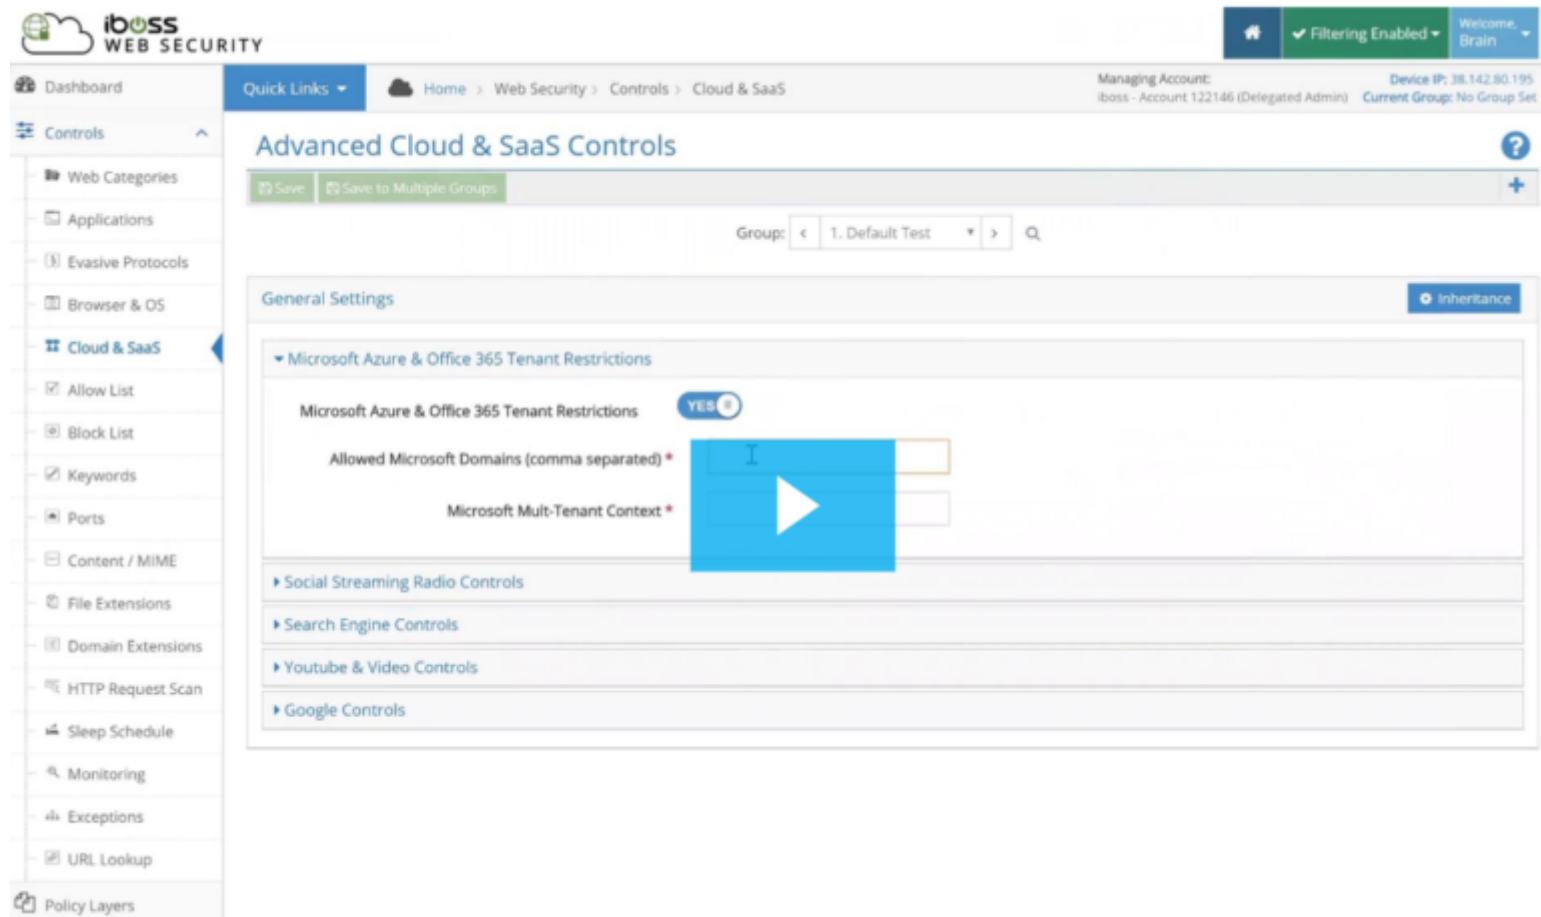 iboss
WEB SECURITY
Filtering Enabled
Welcome,
Brain
Dashboard
Quick Links
Home > Web Security > Controls > Cloud & SaaS
Managing Account:
iboss - Account 122146 (Delegated Admin)
Device IP: 38.142.80.195
Current Group: No Group Set
Controls
Web Categories
Applications
Evasive Protocols
Browser & OS
Cloud & SaaS
Allow List
Block List
Keywords
Ports
Content / MIME
File Extensions
Domain Extensions
HTTP Request Scan
Sleep Schedule
Monitoring
Exceptions
URL Lookup
Policy Layers
Advanced Cloud & SaaS Controls
?
Save
Save to Multiple Groups
+
Group: < 1. Default Test >
General Settings
Inheritance
Microsoft Azure & Office 365 Tenant Restrictions
Microsoft Azure & Office 365 Tenant Restrictions YES
Allowed Microsoft Domains (comma separated) *
Microsoft Mult-Tenant Context *
Social Streaming Radio Controls
Search Engine Controls
Youtube & Video Controls
Google Controls